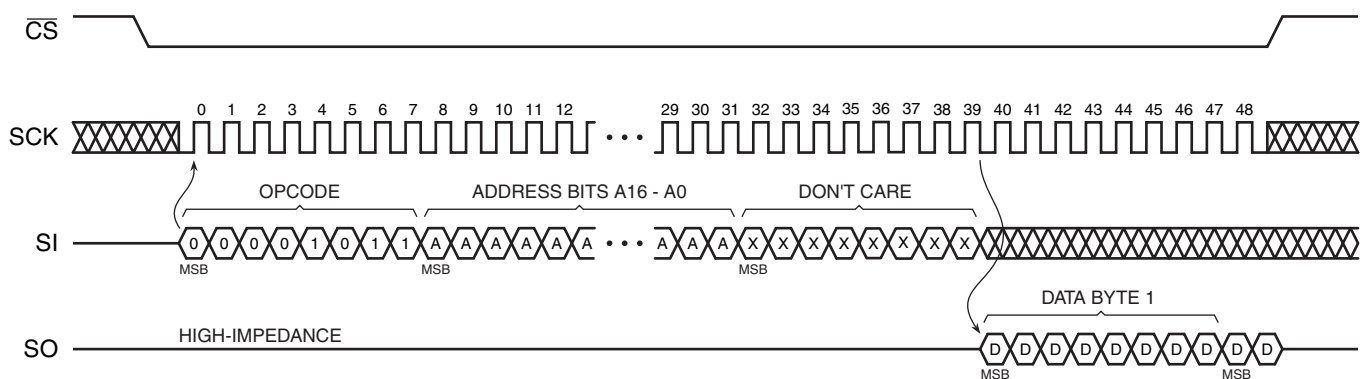 CS
0 1 2 3 4 5 6 7 8 9 10 11 12 29 30 31 32 33 34 35 36 37 38 39 40 41 42 43 44 45 46 47 48
SCK • • •
OPCODE ADDRESS BITS A16 - A0 DON'T CARE
SI 0 0 0 0 1 0 1 1 A A A A A A • • • A A A X X X X X X X X
MSB MSB MSB
DATA BYTE 1
HIGH-IMPEDANCE
SO D D D D D D D D D D
MSB MSB